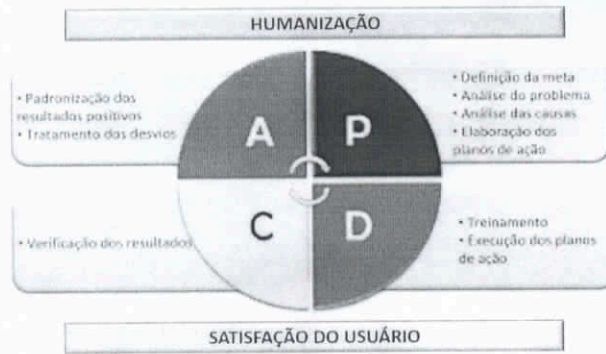 HUMANIZAÇÃO
• Padronização dos
resultados positivos
• Tratamento dos desvios
A
P
• Definição da meta
• Análise do problema
• Análise das causas
• Elaboração dos
planos de ação
• Verificação dos resultados
C
D
• Treinamento
• Execução dos planos
de ação
SATISFAÇÃO DO USUÁRIO